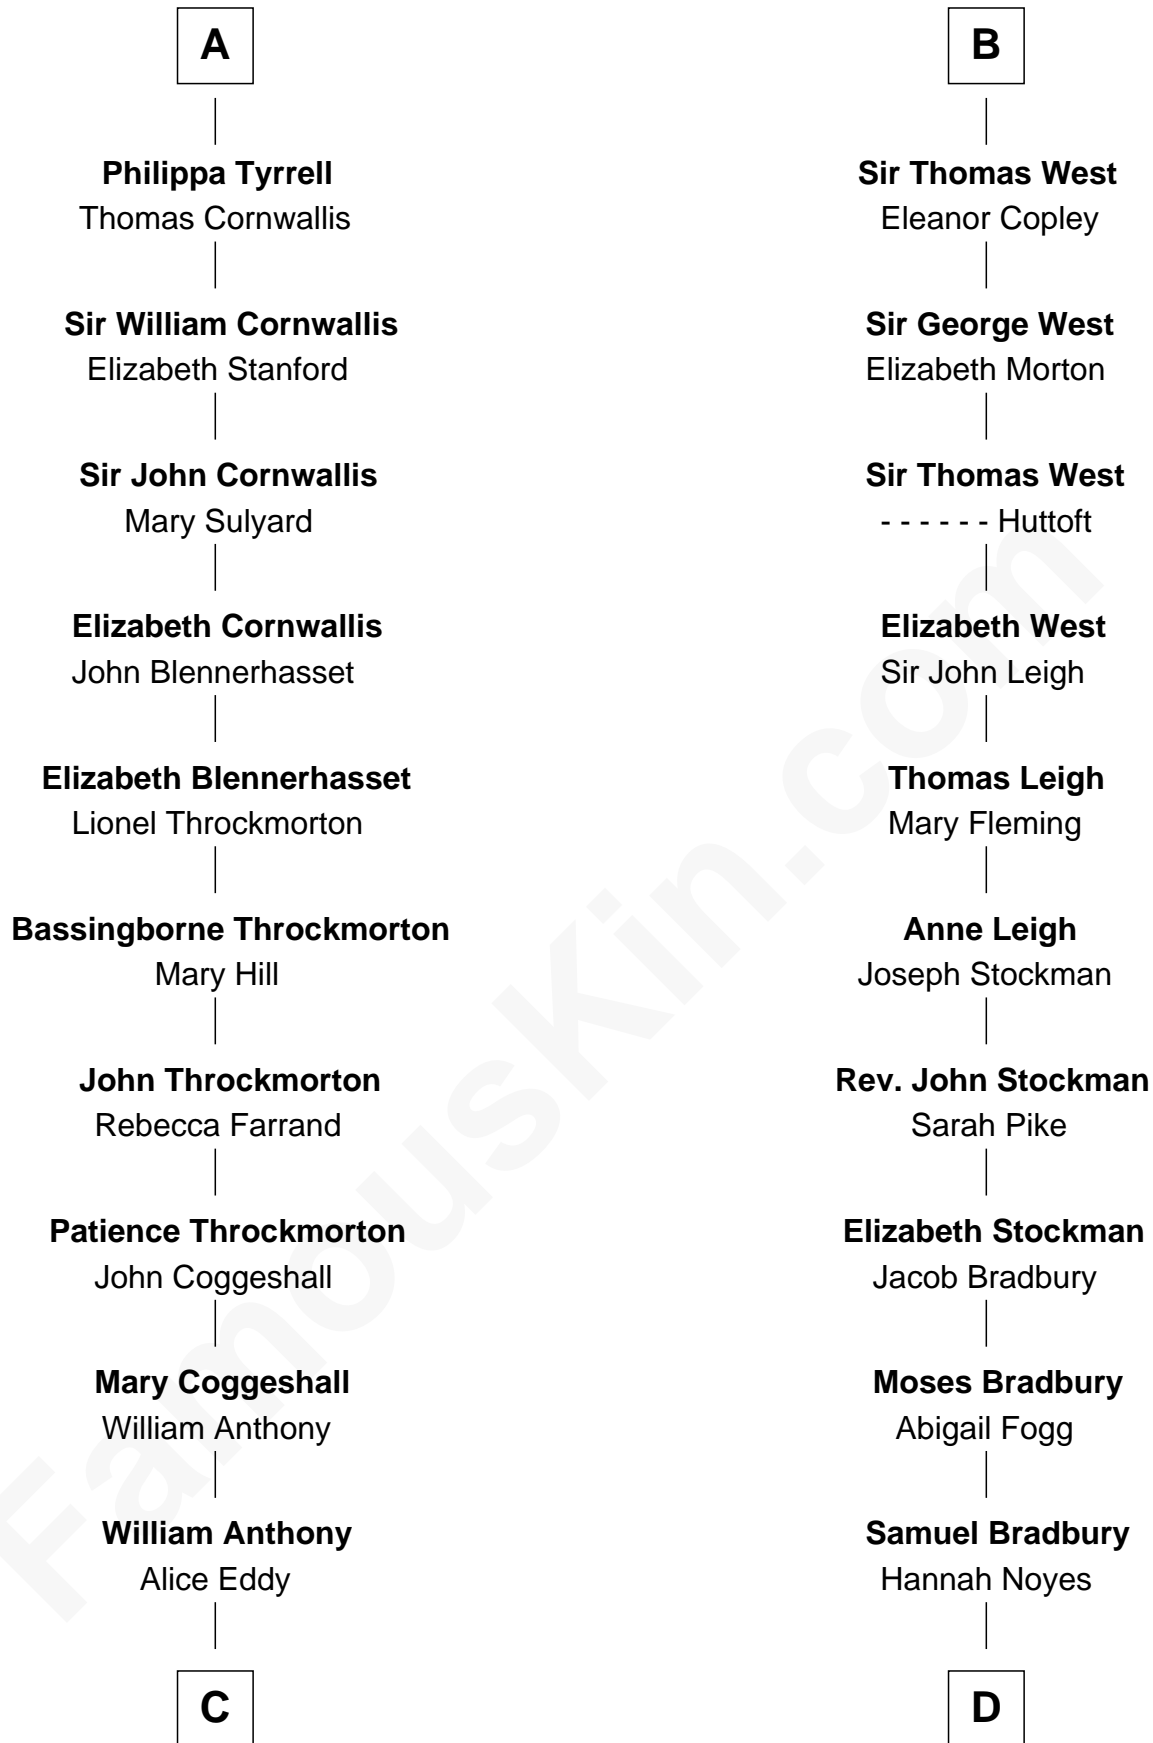 A
Philippa Tyrrell
Thomas Cornwallis
Sir William Cornwallis
Elizabeth Stanford
Sir John Cornwallis
Mary Sulyard
Elizabeth Cornwallis
John Blennerhasset
Elizabeth Blennerhasset
Lionel Throckmorton
Bassingborne Throckmorton
Mary Hill
John Throckmorton
Rebecca Farrand
Patience Throckmorton
John Coggeshall
Mary Coggeshall
William Anthony
William Anthony
Alice Eddy
C
B
Sir Thomas West
Eleanor Copley
Sir George West
Elizabeth Morton
Sir Thomas West
- - - - - - Huttoft
Elizabeth West
Sir John Leigh
Thomas Leigh
Mary Fleming
Anne Leigh
Joseph Stockman
Rev. John Stockman
Sarah Pike
Elizabeth Stockman
Jacob Bradbury
Moses Bradbury
Abigail Fogg
Samuel Bradbury
Hannah Noyes
D
FamousKin.com